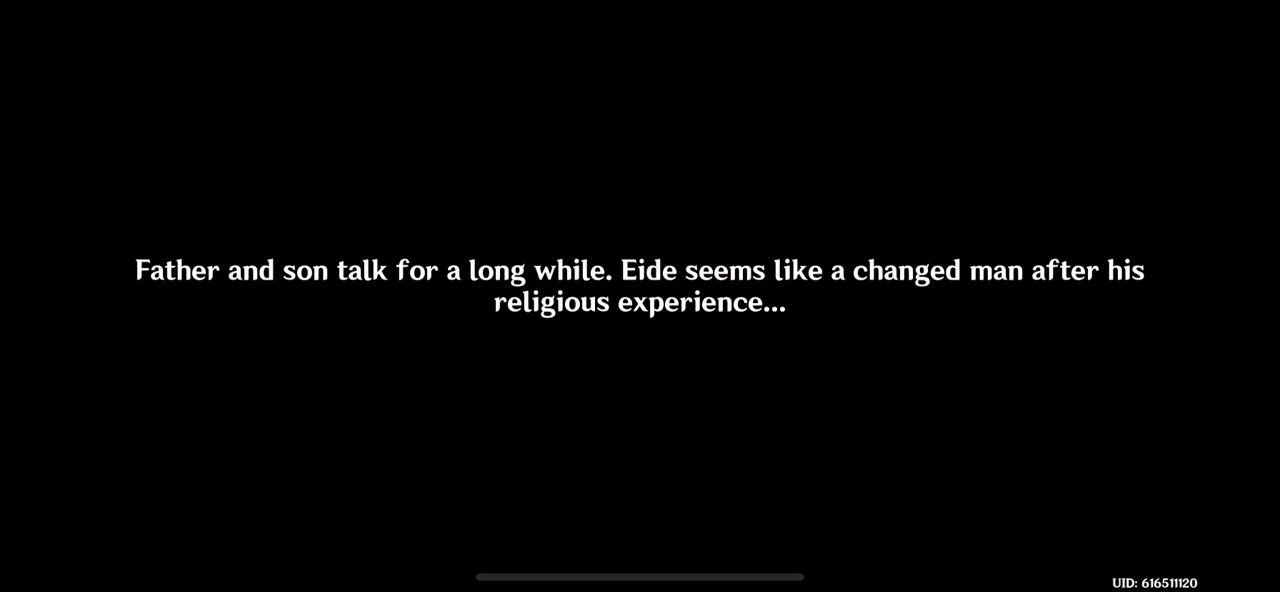 Father and son talk for a long while. Eide seems like a changed man after his
religious experience...
UID: 616511120